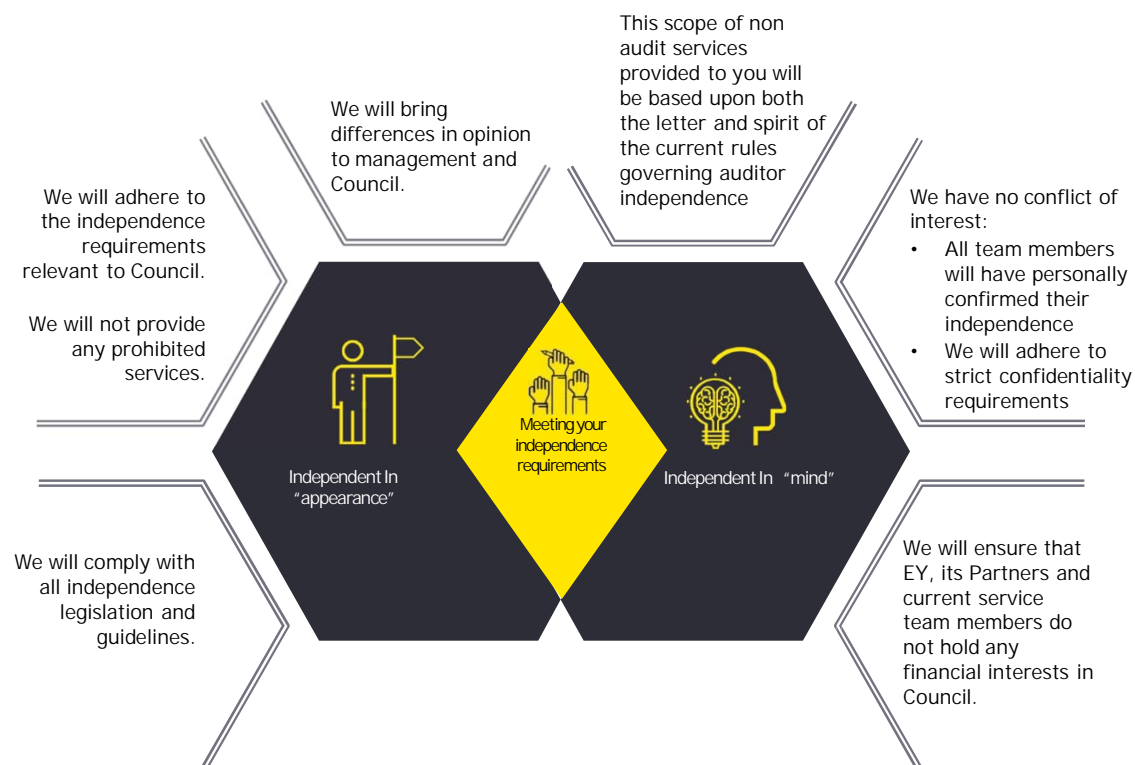 This scope of non
audit services
provided to you will
be based upon both
the letter and spirit of
the current rules
governing auditor
independence
We will bring
differences in opinion
to management and
Council.
We will adhere to
the independence
requirements
relevant to Council.
We will not provide
any prohibited
services.
We have no conflict of
interest:
• All team members
will have personally
confirmed their
independence
• We will adhere to
strict confidentiality
requirements
Meeting your
independence
requirements
Independent In
“appearance”
Independent In “mind”
We will comply with
all independence
legislation and
guidelines.
We will ensure that
EY, its Partners and
current service
team members do
not hold any
financial interests in
Council.